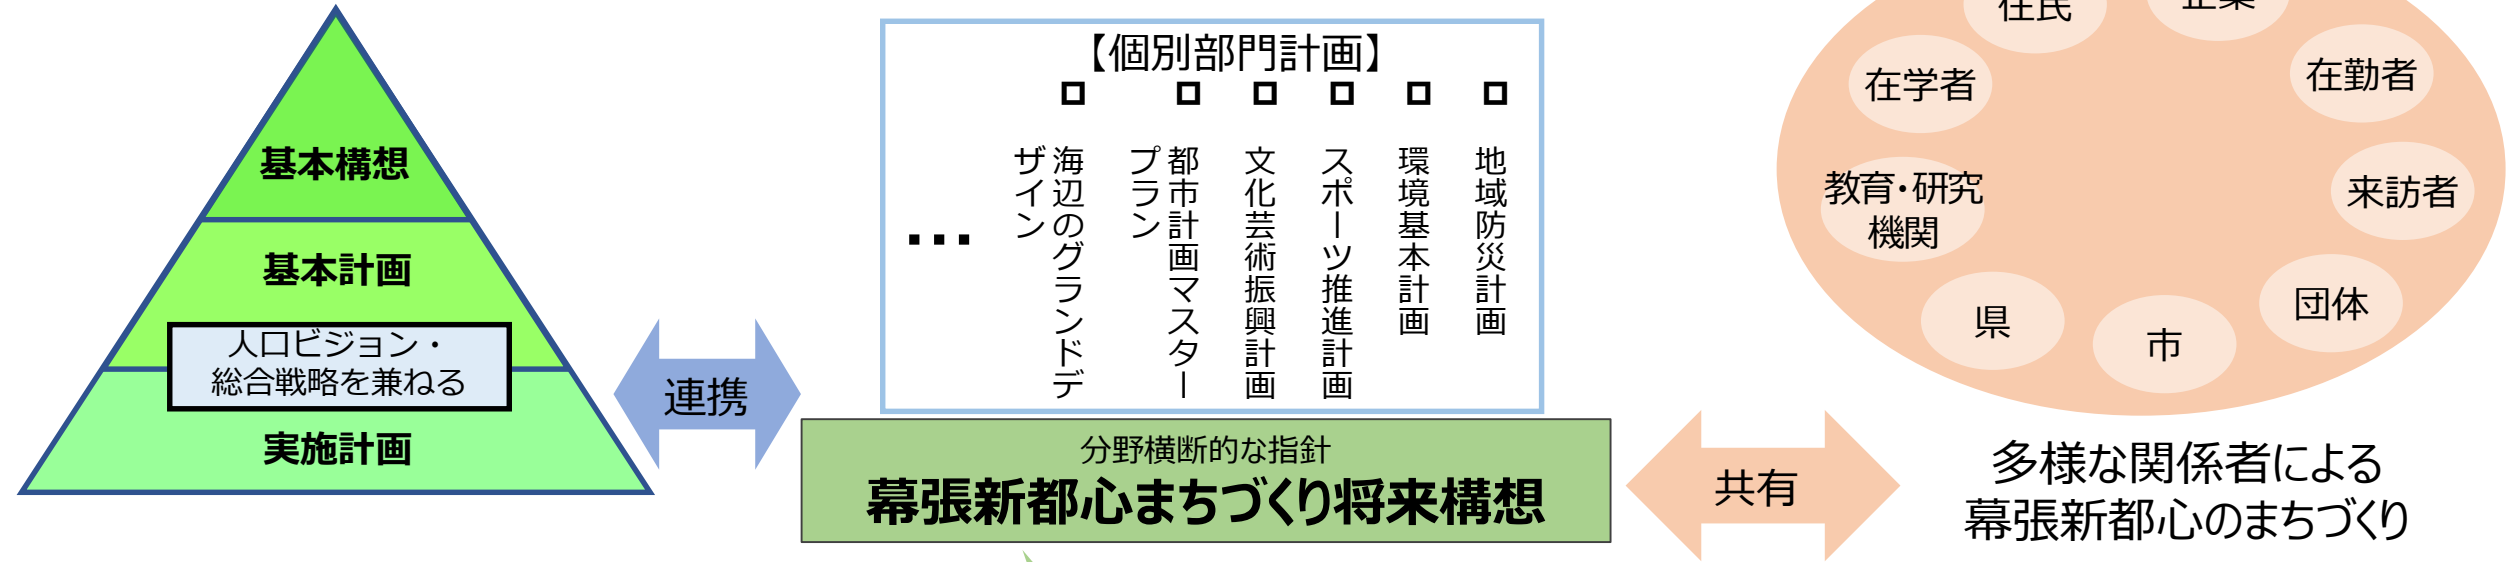 基本構想
基本計画
人口ビジョン・
総合戦略を兼ねる
実施計画
連携
【個別部門計画】
地域防災計画
環境基本計画
スポーツ推進計画
文化芸術振興計画
都市計画マスター
プラン
海辺のグランドデ
ザイン
…
分野横断的な指針
幕張新都心まちづくり将来構想
共有
住民
企業
在学者
在勤者
教育・研究
機関
来訪者
県
市
団体
多様な関係者による
幕張新都心のまちづくり